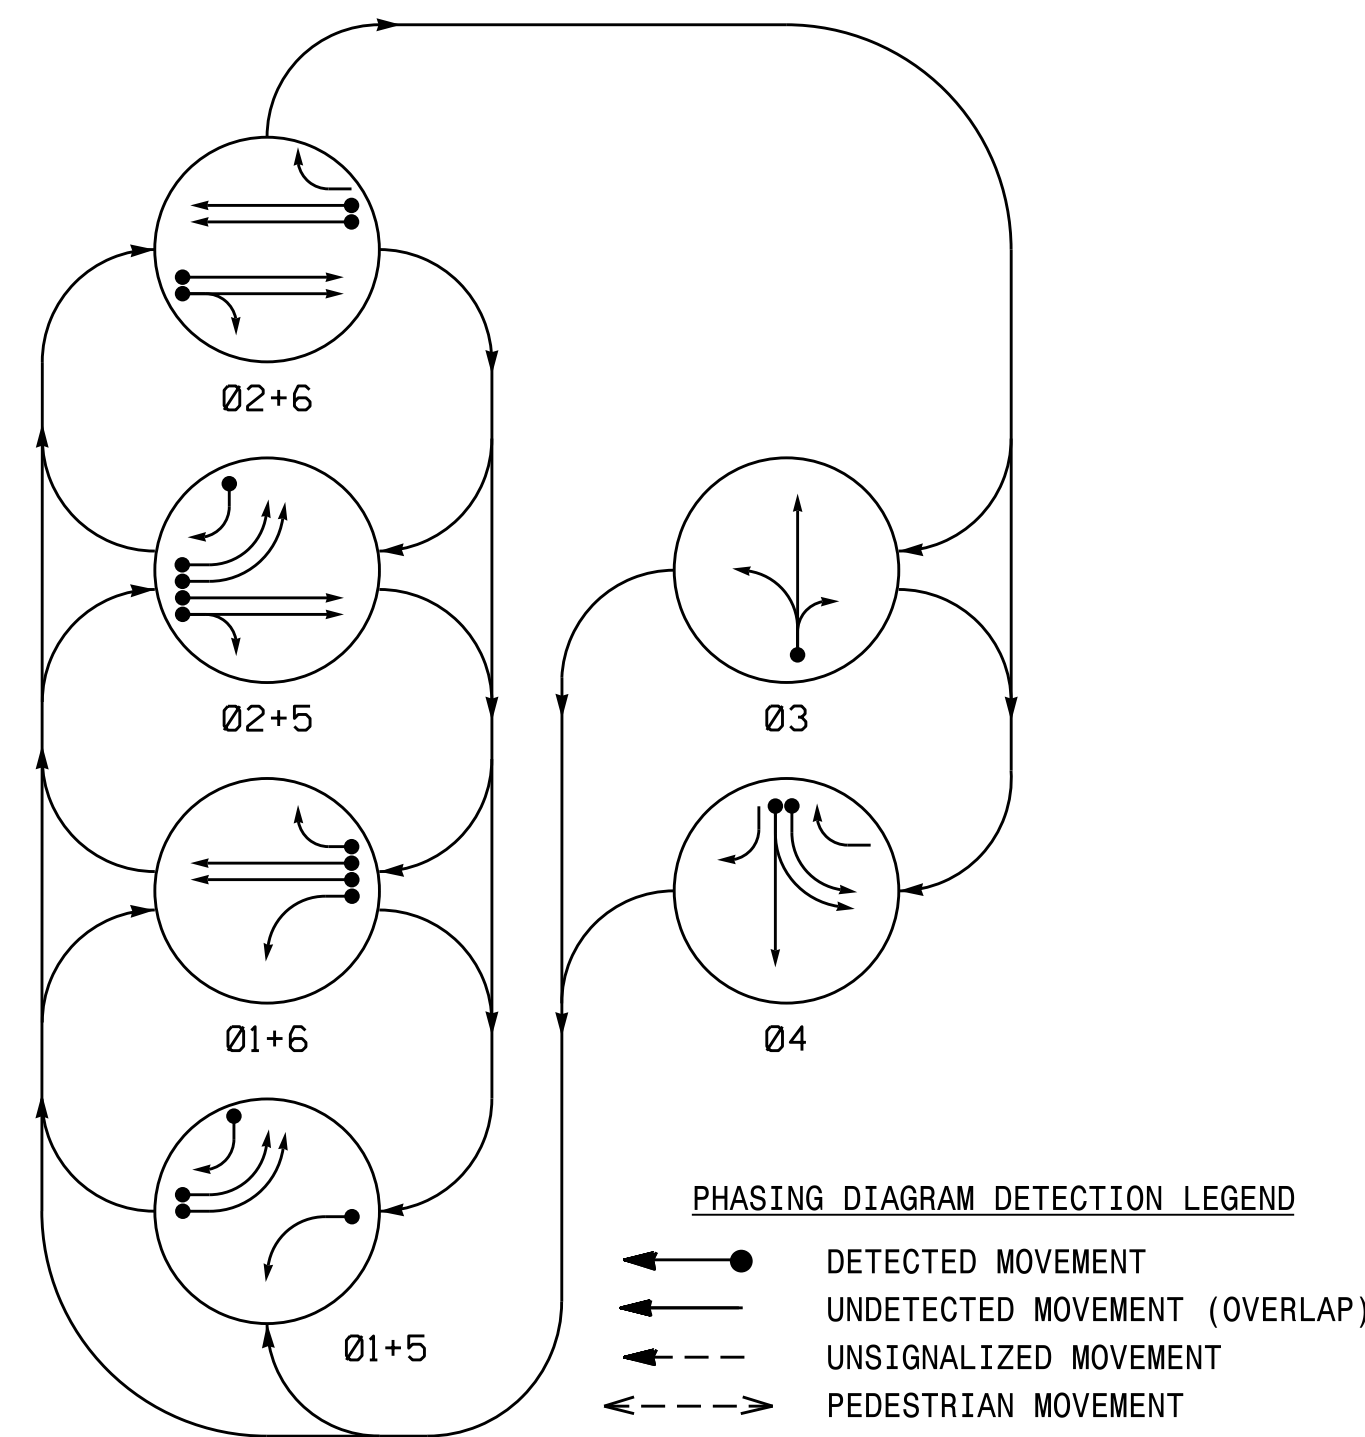 Ø2+6
Ø2+5
Ø3
Ø1+6
Ø4
Ø1+5
PHASING DIAGRAM DETECTION LEGEND
DETECTED MOVEMENT
UNDETECTED MOVEMENT (OVERLAP)
UNSIGNALIZED MOVEMENT
PEDESTRIAN MOVEMENT